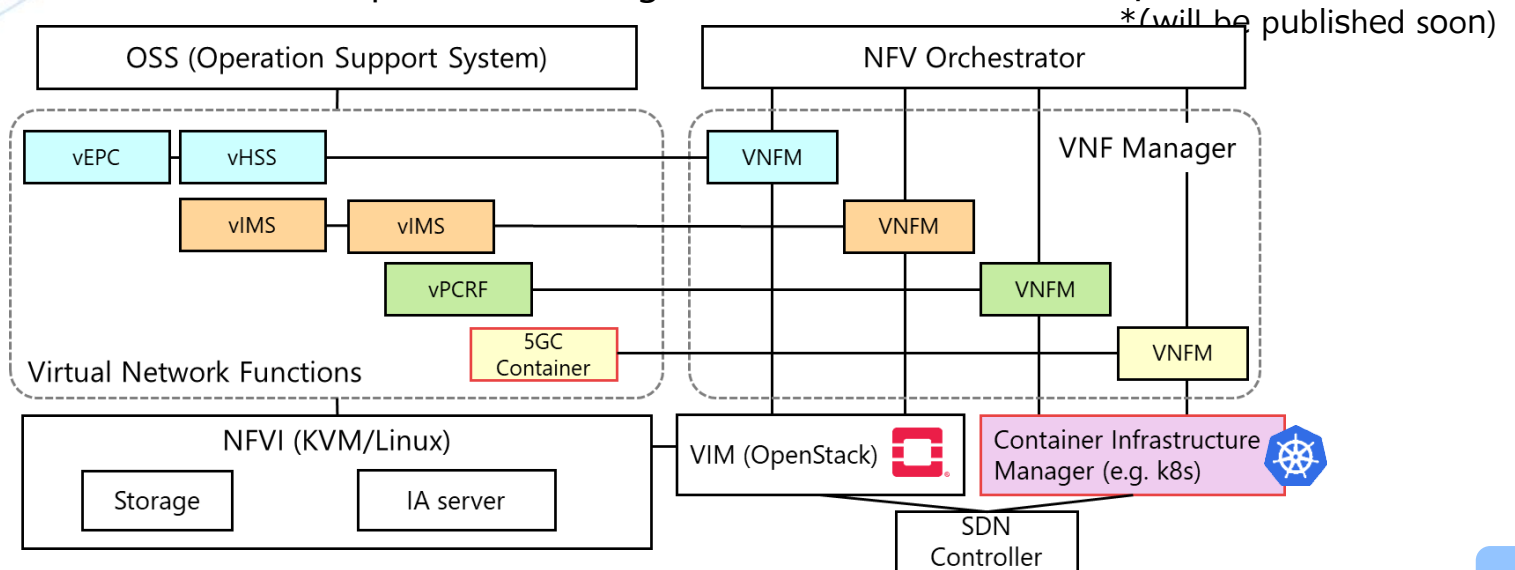 *(will be published soon)
OSS (Operation Support System)
NFV Orchestrator
vEPC
vHSS
VNFM
VNF Manager
vIMS
vIMS
VNFM
vPCRF
VNFM
5GC
Container
VNFM
Virtual Network Functions
NFVI (KVM/Linux)
Storage
IA server
VIM (OpenStack)
Container Infrastructure
Manager (e.g. k8s)
SDN
Controller